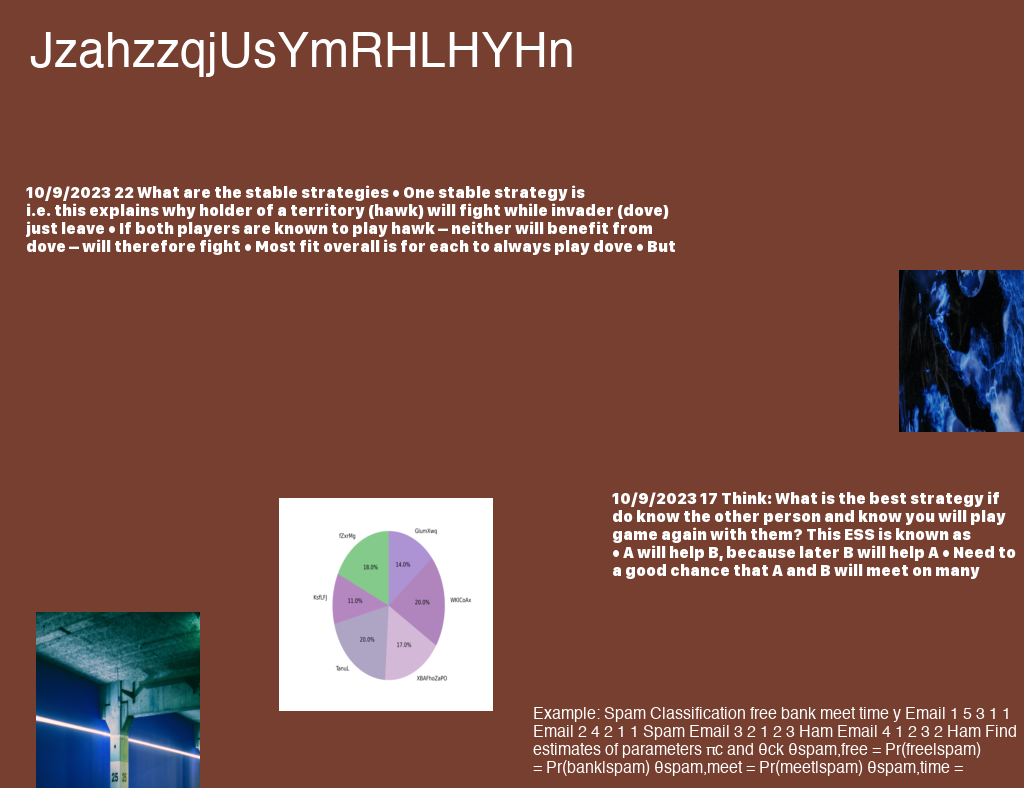 JzahzzqjUsYmRHLHYHn
10/9/2023 22 What are the stable strategies • One stable strategy is
i.e. this explains why holder of a territory (hawk) will fight while invader (dove)
just leave • If both players are known to play hawk – neither will benefit from
dove – will therefore fight • Most fit overall is for each to always play dove • But
10/9/2023 17 Think: What is the best strategy if
do know the other person and know you will play
game again with them? This ESS is known as
• A will help B, because later B will help A • Need to
a good chance that A and B will meet on many
fZxrMg
GlumXwq
18.0%
14.0%
KsfLFJ
11.0%
20.0%
WKlCoAx
20.0%
17.0%
TanuL
XBAFhoZaPD
25
Example: Spam Classification free bank meet time y Email 1 5 3 1 1
Email 2 4 2 1 1 Spam Email 3 2 1 2 3 Ham Email 4 1 2 3 2 Ham Find
estimates of parameters πc and θck θspam,free = Pr(free|spam)
= Pr(bank|spam) θspam,meet = Pr(meet|spam) θspam,time =